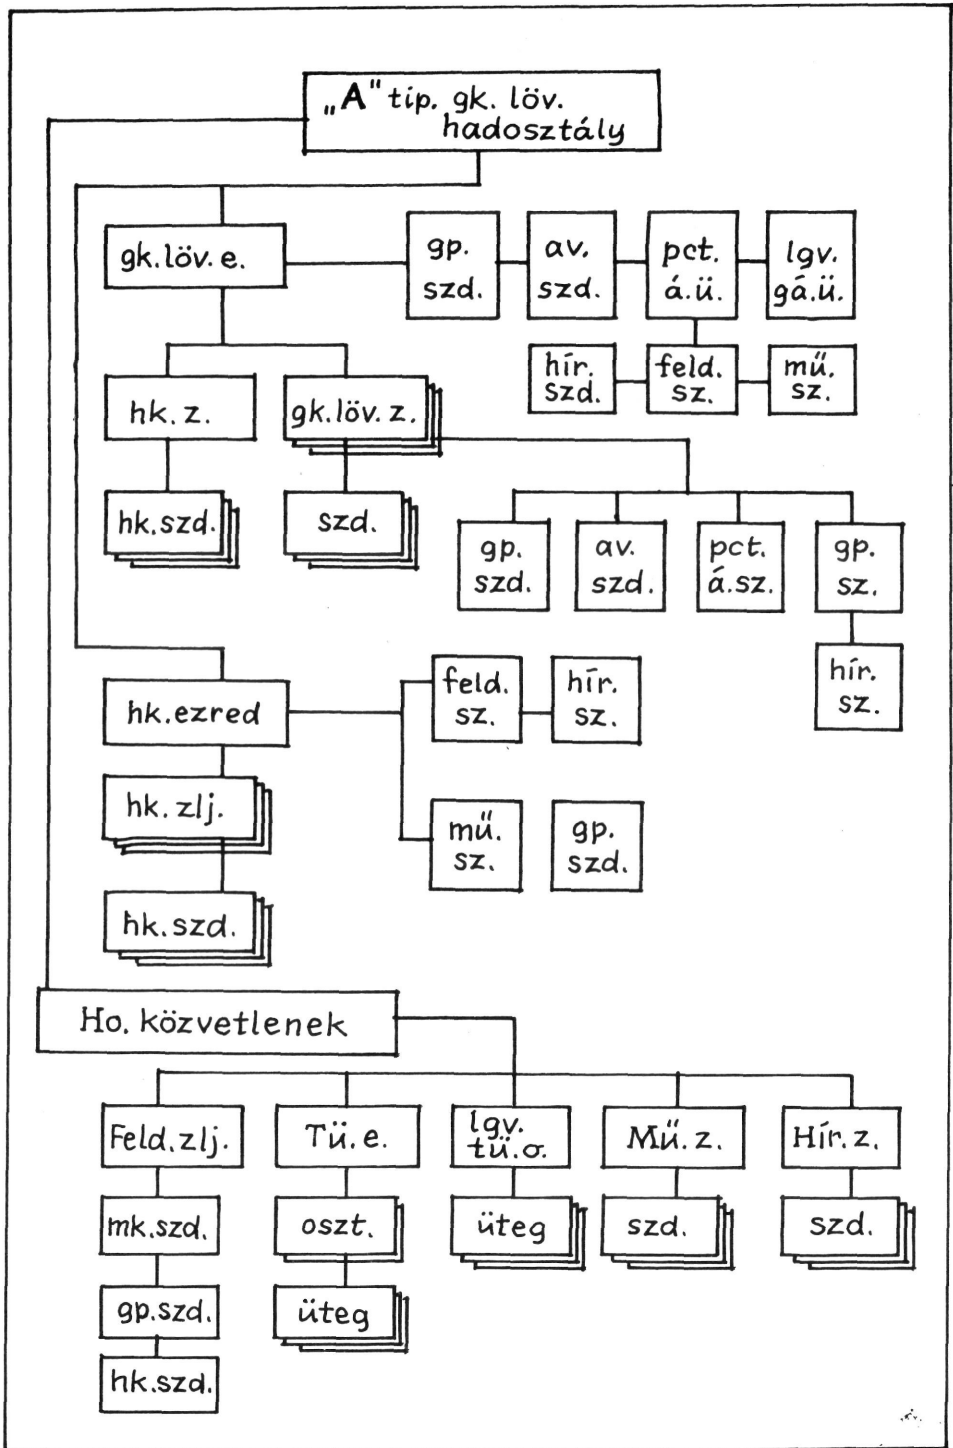 „A" tip. gk. löv.
hadosztály
gk.löv.e.
gp.
szd.
av.
szd.
pct.
á.ü.
lgv.
gá.ü.
hír.
szd.
feld.
sz.
mű.
sz.
hk. z.
gk.löv. z.
hk.szd.
szd.
gp.
szd.
av.
szd.
pct.
á.sz.
gp.
sz.
hír.
sz.
hk.ezred
feld.
sz.
hír.
sz.
hk. zlj.
mű.
sz.
gp.
szd.
hk.szd.
Ho. közvetlenek
Feld.zlj.
Tü. e.
lgv.
tü.o.
Mű. z.
Hír. z.
mk.szd.
oszt.
üteg
szd.
szd.
gp.szd.
üteg
hk.szd.